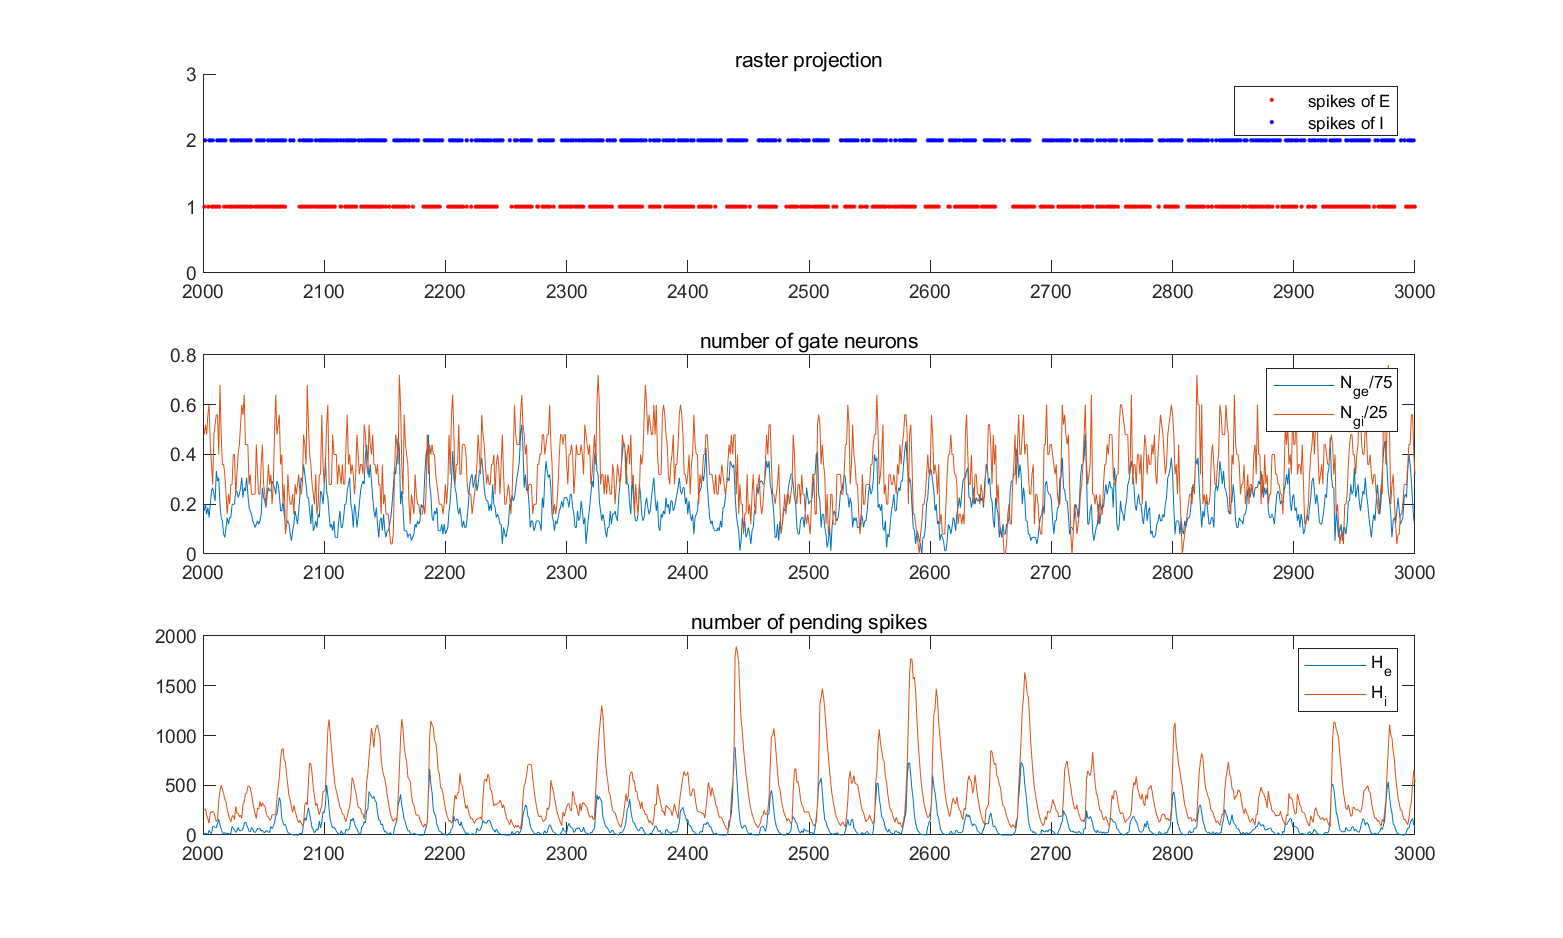 raster projection
3
2
1
0
spikes of E
spikes of I
2000 2100 2200 2300 2400 2500 2600 2700 2800 2900 3000
number of gate neurons
0.8
0.6
0.4
0.2
0
N_ge/75
N_gi/25
2000 2100 2200 2300 2400 2500 2600 2700 2800 2900 3000
number of pending spikes
2000
1500
1000
500
0
H_e
H_i
2000 2100 2200 2300 2400 2500 2600 2700 2800 2900 3000